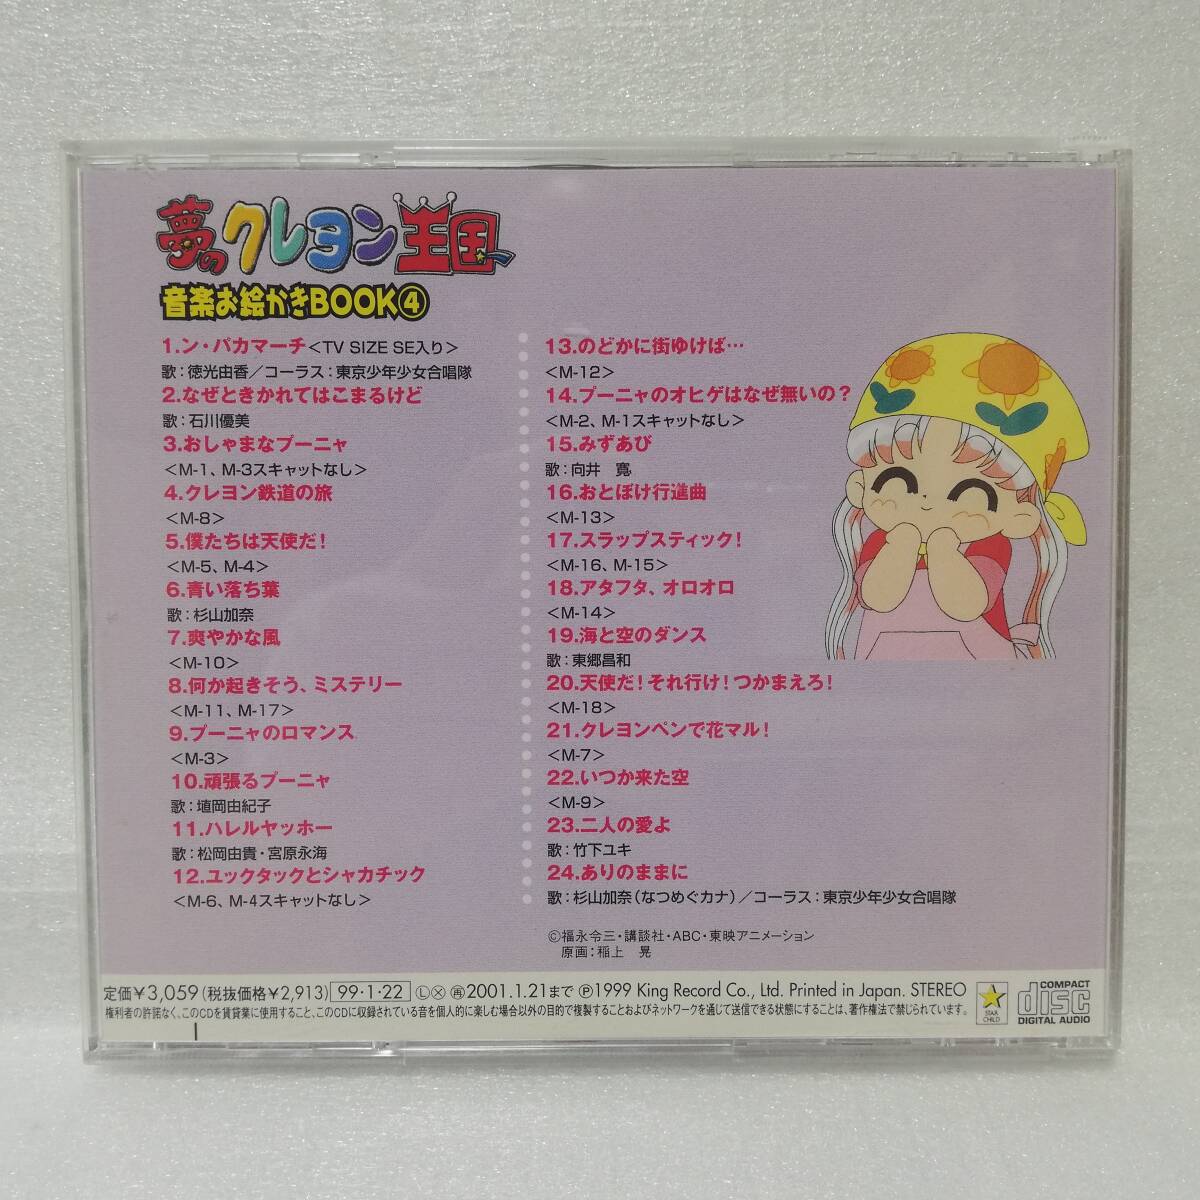 夢のクレヨン王国
音楽お絵かきBOOK④
1.ン・パカマーチ<TV SIZE SE入り>
歌：徳光由香／コーラス：東京少年少女合唱隊
2.なぜときかれてはこまるけど
歌：石川優美
3.おしゃまなプーニャ
<M-1、M-3スキャットなし>
4.クレヨン鉄道の旅
<M-8>
5.僕たちは天使だ！
<M-5、M-4>
6.青い落ち葉
歌：杉山加奈
7.爽やかな風
<M-10>
8.何か起きそう、ミステリー
<M-11、M-17>
9.プーニャのロマンス
<M-3>
10.頑張るプーニャ
歌：埴岡由紀子
11.ハレルヤッホー
歌：松岡由貴・宮原永海
12.ユックタックとシャカチック
<M-6、M-4スキャットなし>
13.のどかに街ゆけば…
<M-12>
14.プーニャのオヒゲはなぜ無いの？
<M-2、M-1スキャットなし>
15.みずあび
歌：向井　寛
16.おとぼけ行進曲
<M-13>
17.スラップスティック！
<M-16、M-15>
18.アタフタ、オロオロ
<M-14>
19.海と空のダンス
歌：東郷昌和
20.天使だ！それ行け！つかまえろ！
<M-18>
21.クレヨンペンで花マル！
<M-7>
22.いつか来た空
<M-9>
23.二人の愛よ
歌：竹下ユキ
24.ありのままに
歌：杉山加奈（なつめぐカナ）／コーラス：東京少年少女合唱隊
©福永令三・講談社・ABC・東映アニメーション
原画：稲上　晃
定価￥3,059（税抜価格￥2,913）99・1・22 Ⓛ Ⓧ ㊢ 2001.1.21まで ℗1999 King Record Co., Ltd. Printed in Japan. STEREO
権利者の許諾なく、このCDを賃貸業に使用すること、このCDに収録されている音を個人的に楽しむ場合以外の目的で複製することおよびネットワークを通じて送信できる状態にすることは、著作権法で禁じられています。
STAR CHILD
COMPACT
disc
DIGITAL AUDIO